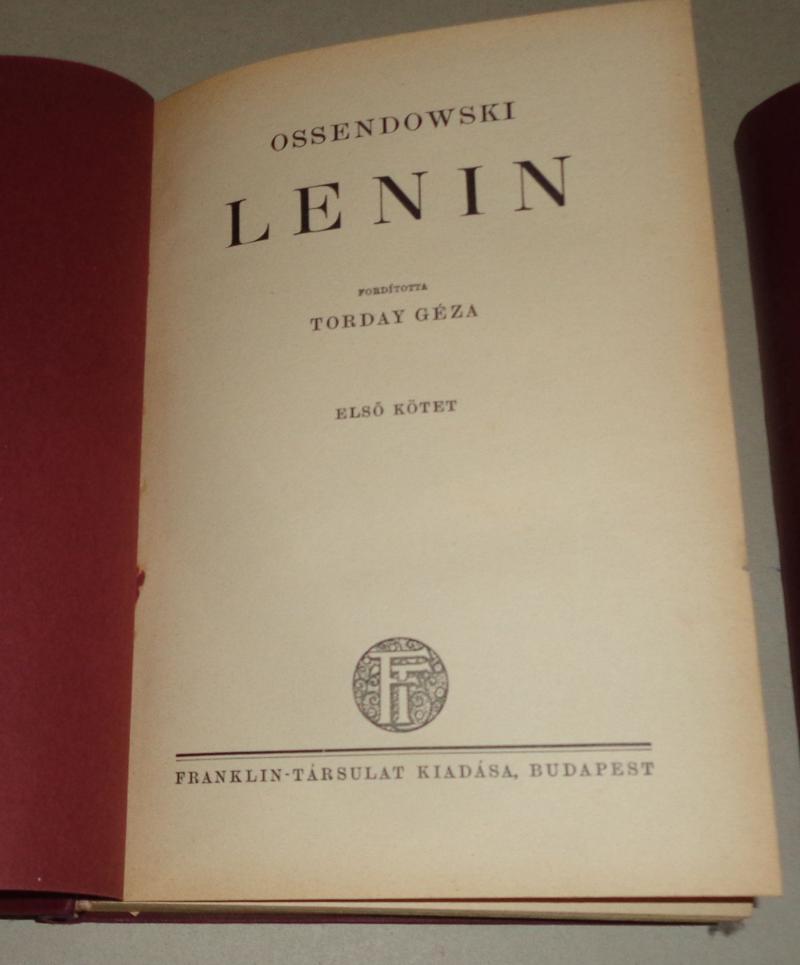 OSSENDOWSKI
LENIN
FORDÍTOTTA
TORDAY GÉZA
ELSŐ KÖTET
FRANKLIN-TÁRSULAT KIADÁSA, BUDAPEST